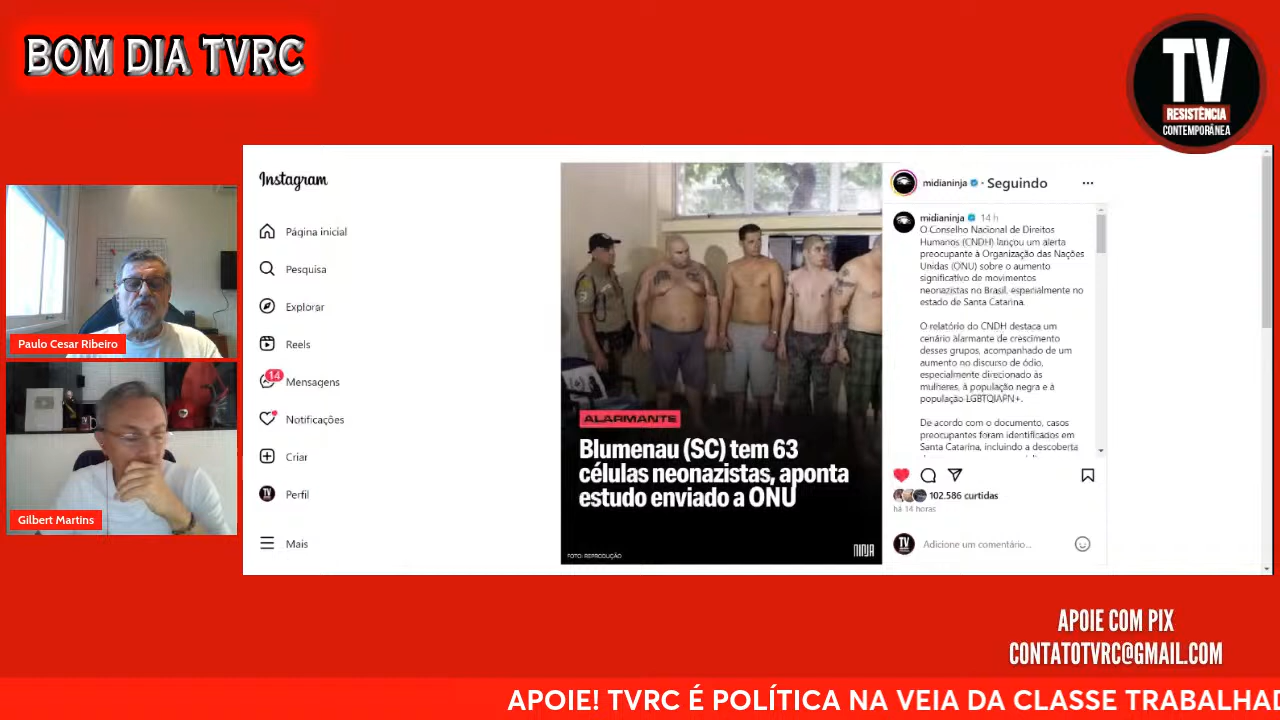 BOM DIA TVRC
TV
RESISTÊNCIA
CONTEMPORÂNEA
Paulo Cesar Ribeiro
Gilbert Martins
Instagram
Página inicial
Pesquisa
Explorar
Reels
14
Mensagens
Notificações
Criar
Perfil
Mais
ALARMANTE
Blumenau (SC) tem 63
células neonazistas, aponta
estudo enviado a ONU
FOTO: REPRODUÇÃO
NINJA
midianinja · Seguindo
midianinja 14 h
O Conselho Nacional de Direitos
Humanos (CNDH) lançou um alerta
preocupante à Organização das Nações
Unidas (ONU) sobre o aumento
significativo de movimentos
neonazistas no Brasil, especialmente no
estado de Santa Catarina.
O relatório do CNDH destaca um
cenário alarmante de crescimento
desses grupos, acompanhado de um
aumento no discurso de ódio,
especialmente direcionado às
mulheres, à população negra e à
população LGBTQIAPN+.
De acordo com o documento, casos
preocupantes foram identificados em
Santa Catarina, incluindo a descoberta
102.586 curtidas
há 14 horas
Adicione um comentário...
APOIE COM PIX
CONTATOTVRC@GMAIL.COM
APOIE! TVRC É POLÍTICA NA VEIA DA CLASSE TRABALHAD